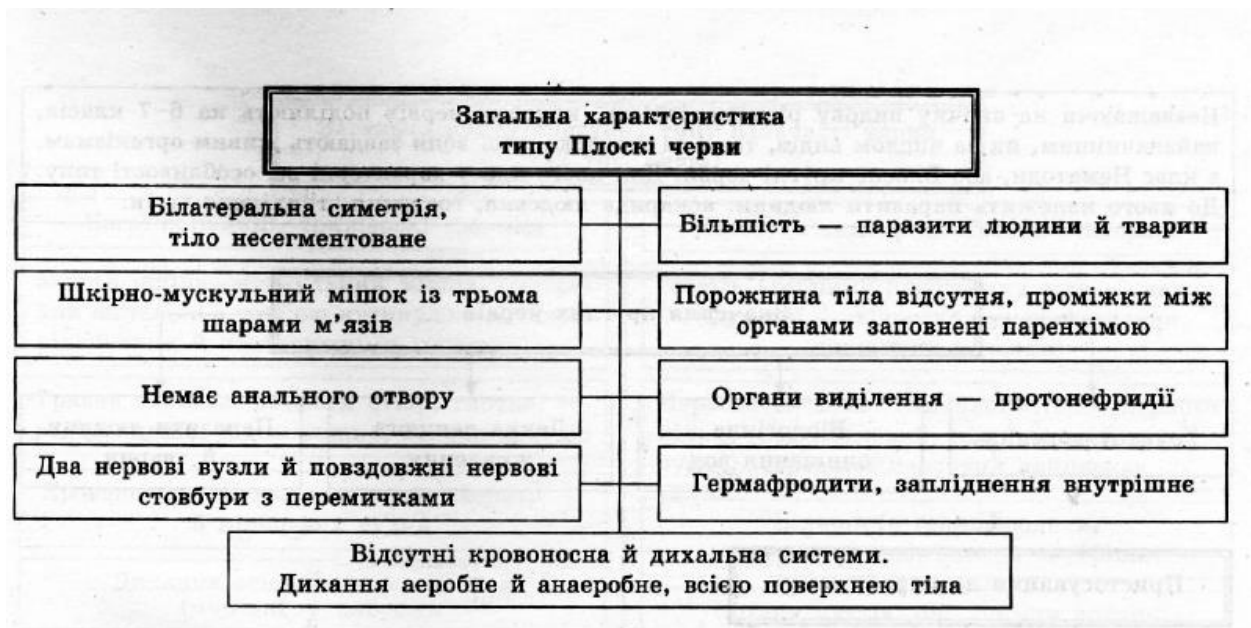 Загальна характеристика
типу Плоскі черви
Білатеральна симетрія,
тіло несегментоване
Більшість — паразити людини й тварин
Шкірно-мускульний мішок із трьома
шарами м’язів
Порожнина тіла відсутня, проміжки між
органами заповнені паренхімою
Немає анального отвору
Органи виділення — протонефридії
Два нервові вузли й повздовжні нервові
стовбури з перемичками
Гермафродити, запліднення внутрішнє
Відсутні кровоносна й дихальна системи.
Дихання аеробне й анаеробне, всією поверхнею тіла